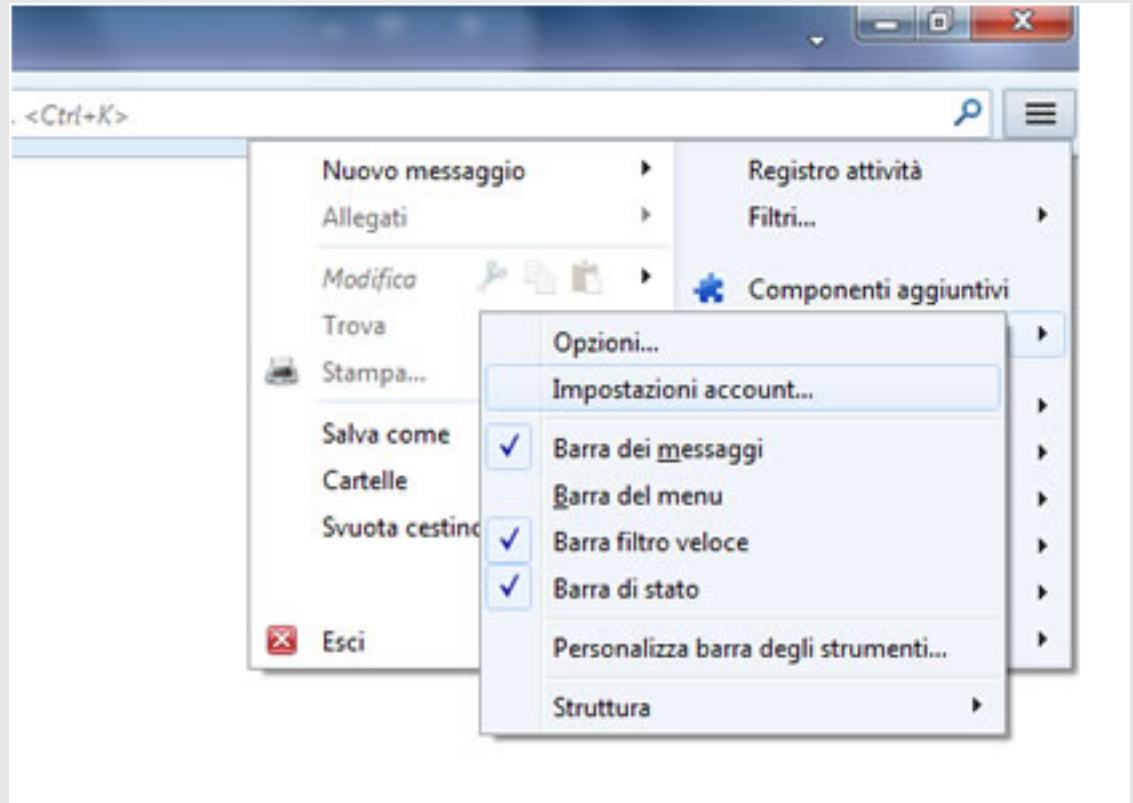 . <Ctrl+K>
Nuovo messaggio
Allegati
Modifica
Trova
Stampa...
Salva come
Cartelle
Svuota cestino
Esci
Registro attività
Filtri...
Componenti aggiuntivi
Opzioni...
Impostazioni account...
Barra dei messaggi
Barra del menu
Barra filtro veloce
Barra di stato
Personalizza barra degli strumenti...
Struttura